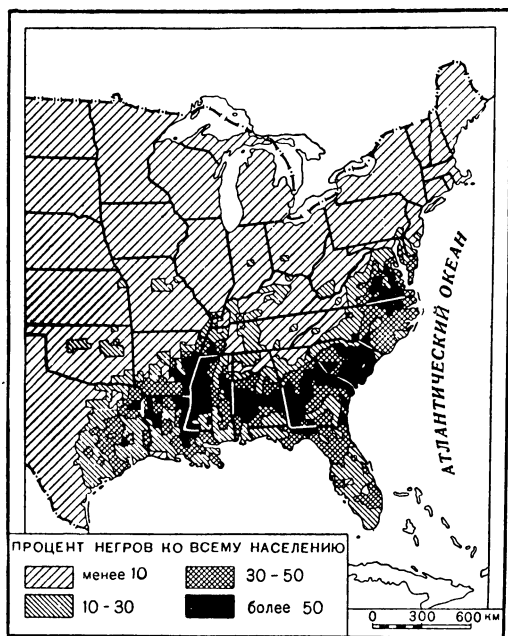 АТЛАНТИЧЕСКИЙ ОКЕАН
ПРОЦЕНТ НЕГРОВ КО ВСЕМУ НАСЕЛЕНИЮ
менее 10
30 - 50
10 - 30
более 50
0 300 600 КМ